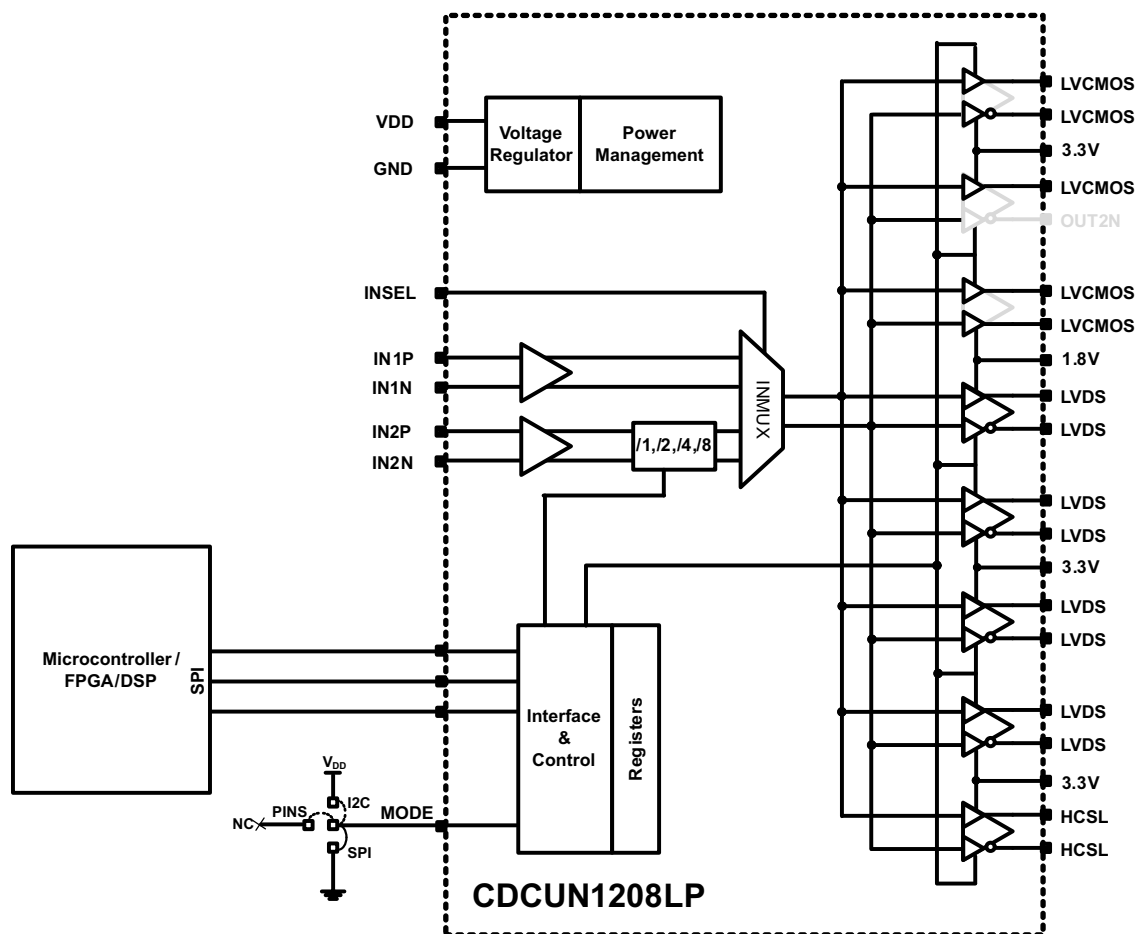 VDD
GND
Voltage
Regulator
Power
Management
INSEL
IN1P
IN1N
IN2P
IN2N
/1,/2,/4,/8
INMUX
LVCMOS
LVCMOS
3.3V
LVCMOS
OUT2N
LVCMOS
LVCMOS
1.8V
LVDS
LVDS
LVDS
LVDS
3.3V
LVDS
LVDS
LVDS
LVDS
3.3V
HCSL
HCSL
Microcontroller /
FPGA/DSP
SPI
Interface
&
Control
Registers
VDD
I2C
PINS
NC
SPI
MODE
CDCUN1208LP